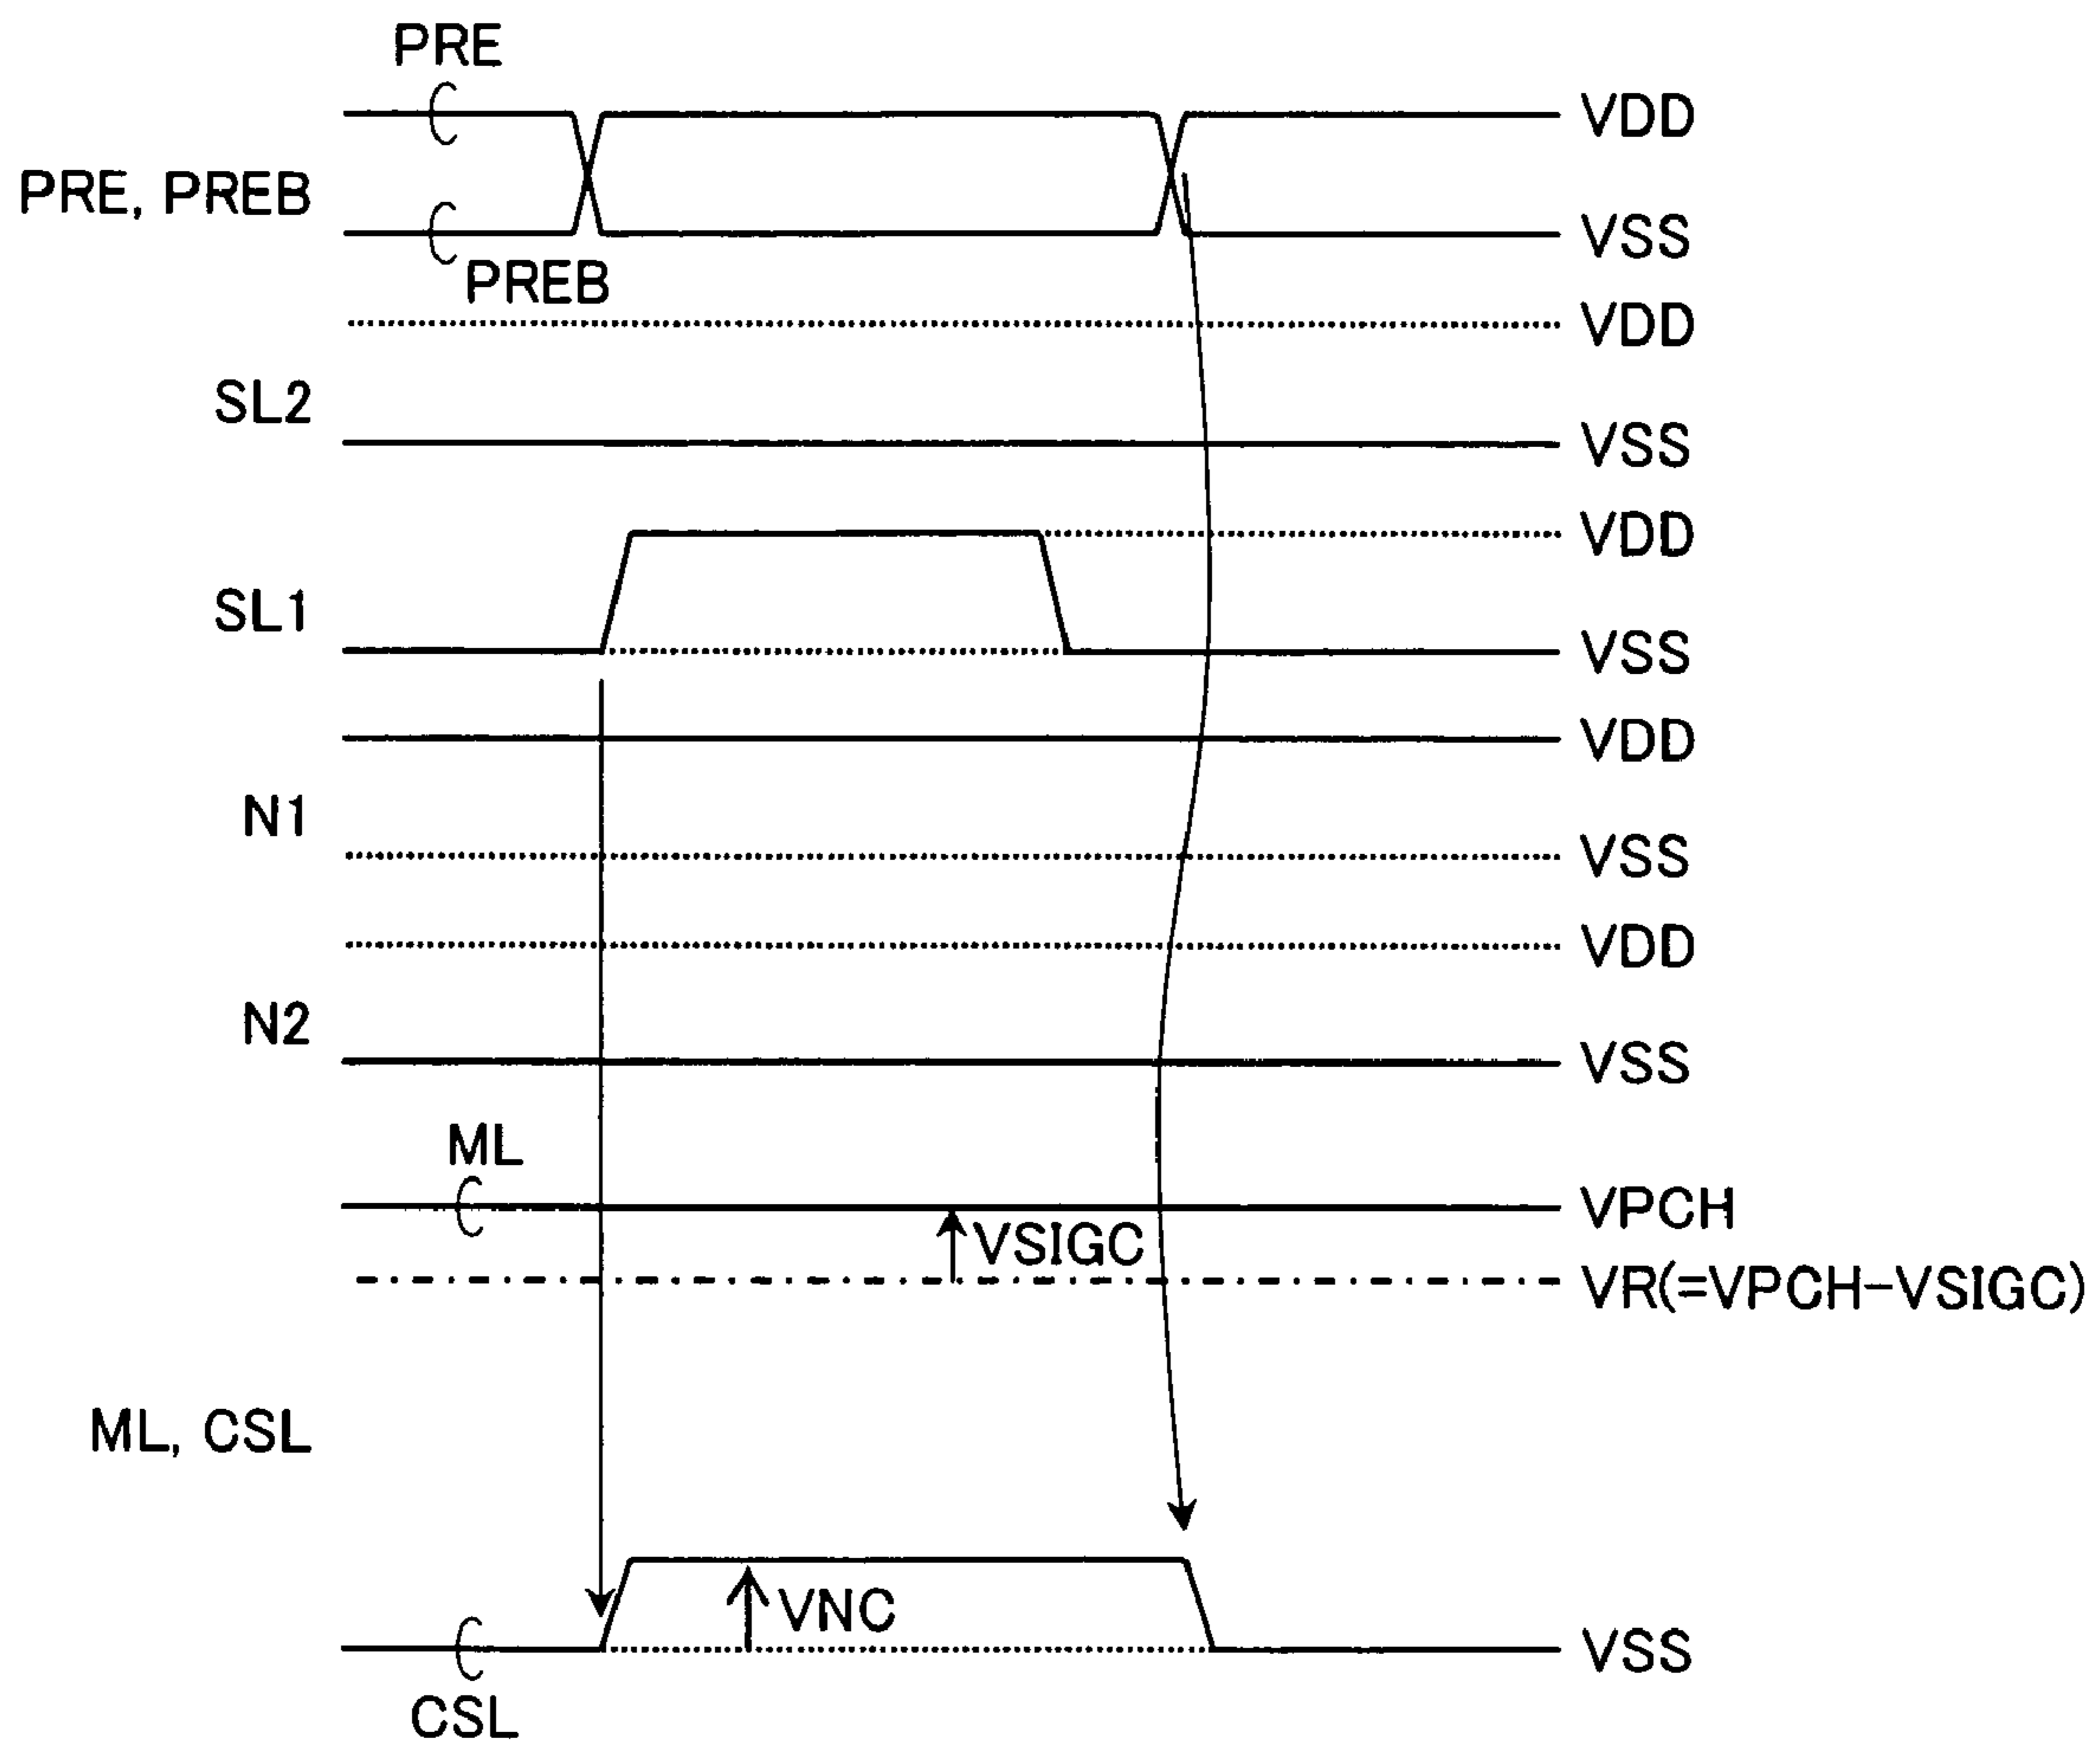 PRE
VDD
PRE, PREB
VSS
PREB
VDD
SL2
VSS
VDD
SL1
VSS
VDD
N1
VSS
VDD
N2
VSS
ML
VPCH
VSIGC
VR(=VPCH-VSIGC)
ML, CSL
VNC
VSS
CSL